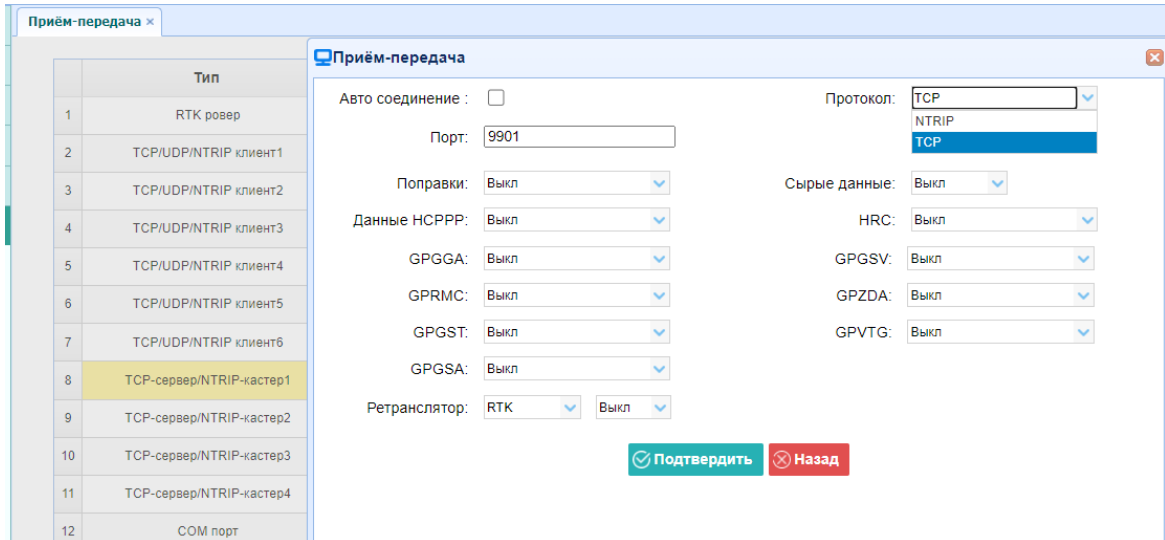 Приём-передача ×
Тип
1 RTK ровер
2 TCP/UDP/NTRIP клиент1
3 TCP/UDP/NTRIP клиент2
4 TCP/UDP/NTRIP клиент3
5 TCP/UDP/NTRIP клиент4
6 TCP/UDP/NTRIP клиент5
7 TCP/UDP/NTRIP клиент6
8 TCP-сервер/NTRIP-кастер1
9 TCP-сервер/NTRIP-кастер2
10 TCP-сервер/NTRIP-кастер3
11 TCP-сервер/NTRIP-кастер4
12 COM порт
Приём-передача
Авто соединение : Протокол: TCP
NTRIP
TCP
Порт: 9901
Поправки: Выкл Сырые данные: Выкл
Данные HCPPP: Выкл HRC: Выкл
GPGGA: Выкл GPGSV: Выкл
GPRMC: Выкл GPZDA: Выкл
GPGST: Выкл GPVTG: Выкл
GPGSA: Выкл
Ретранслятор: RTK Выкл
Подтвердить Назад